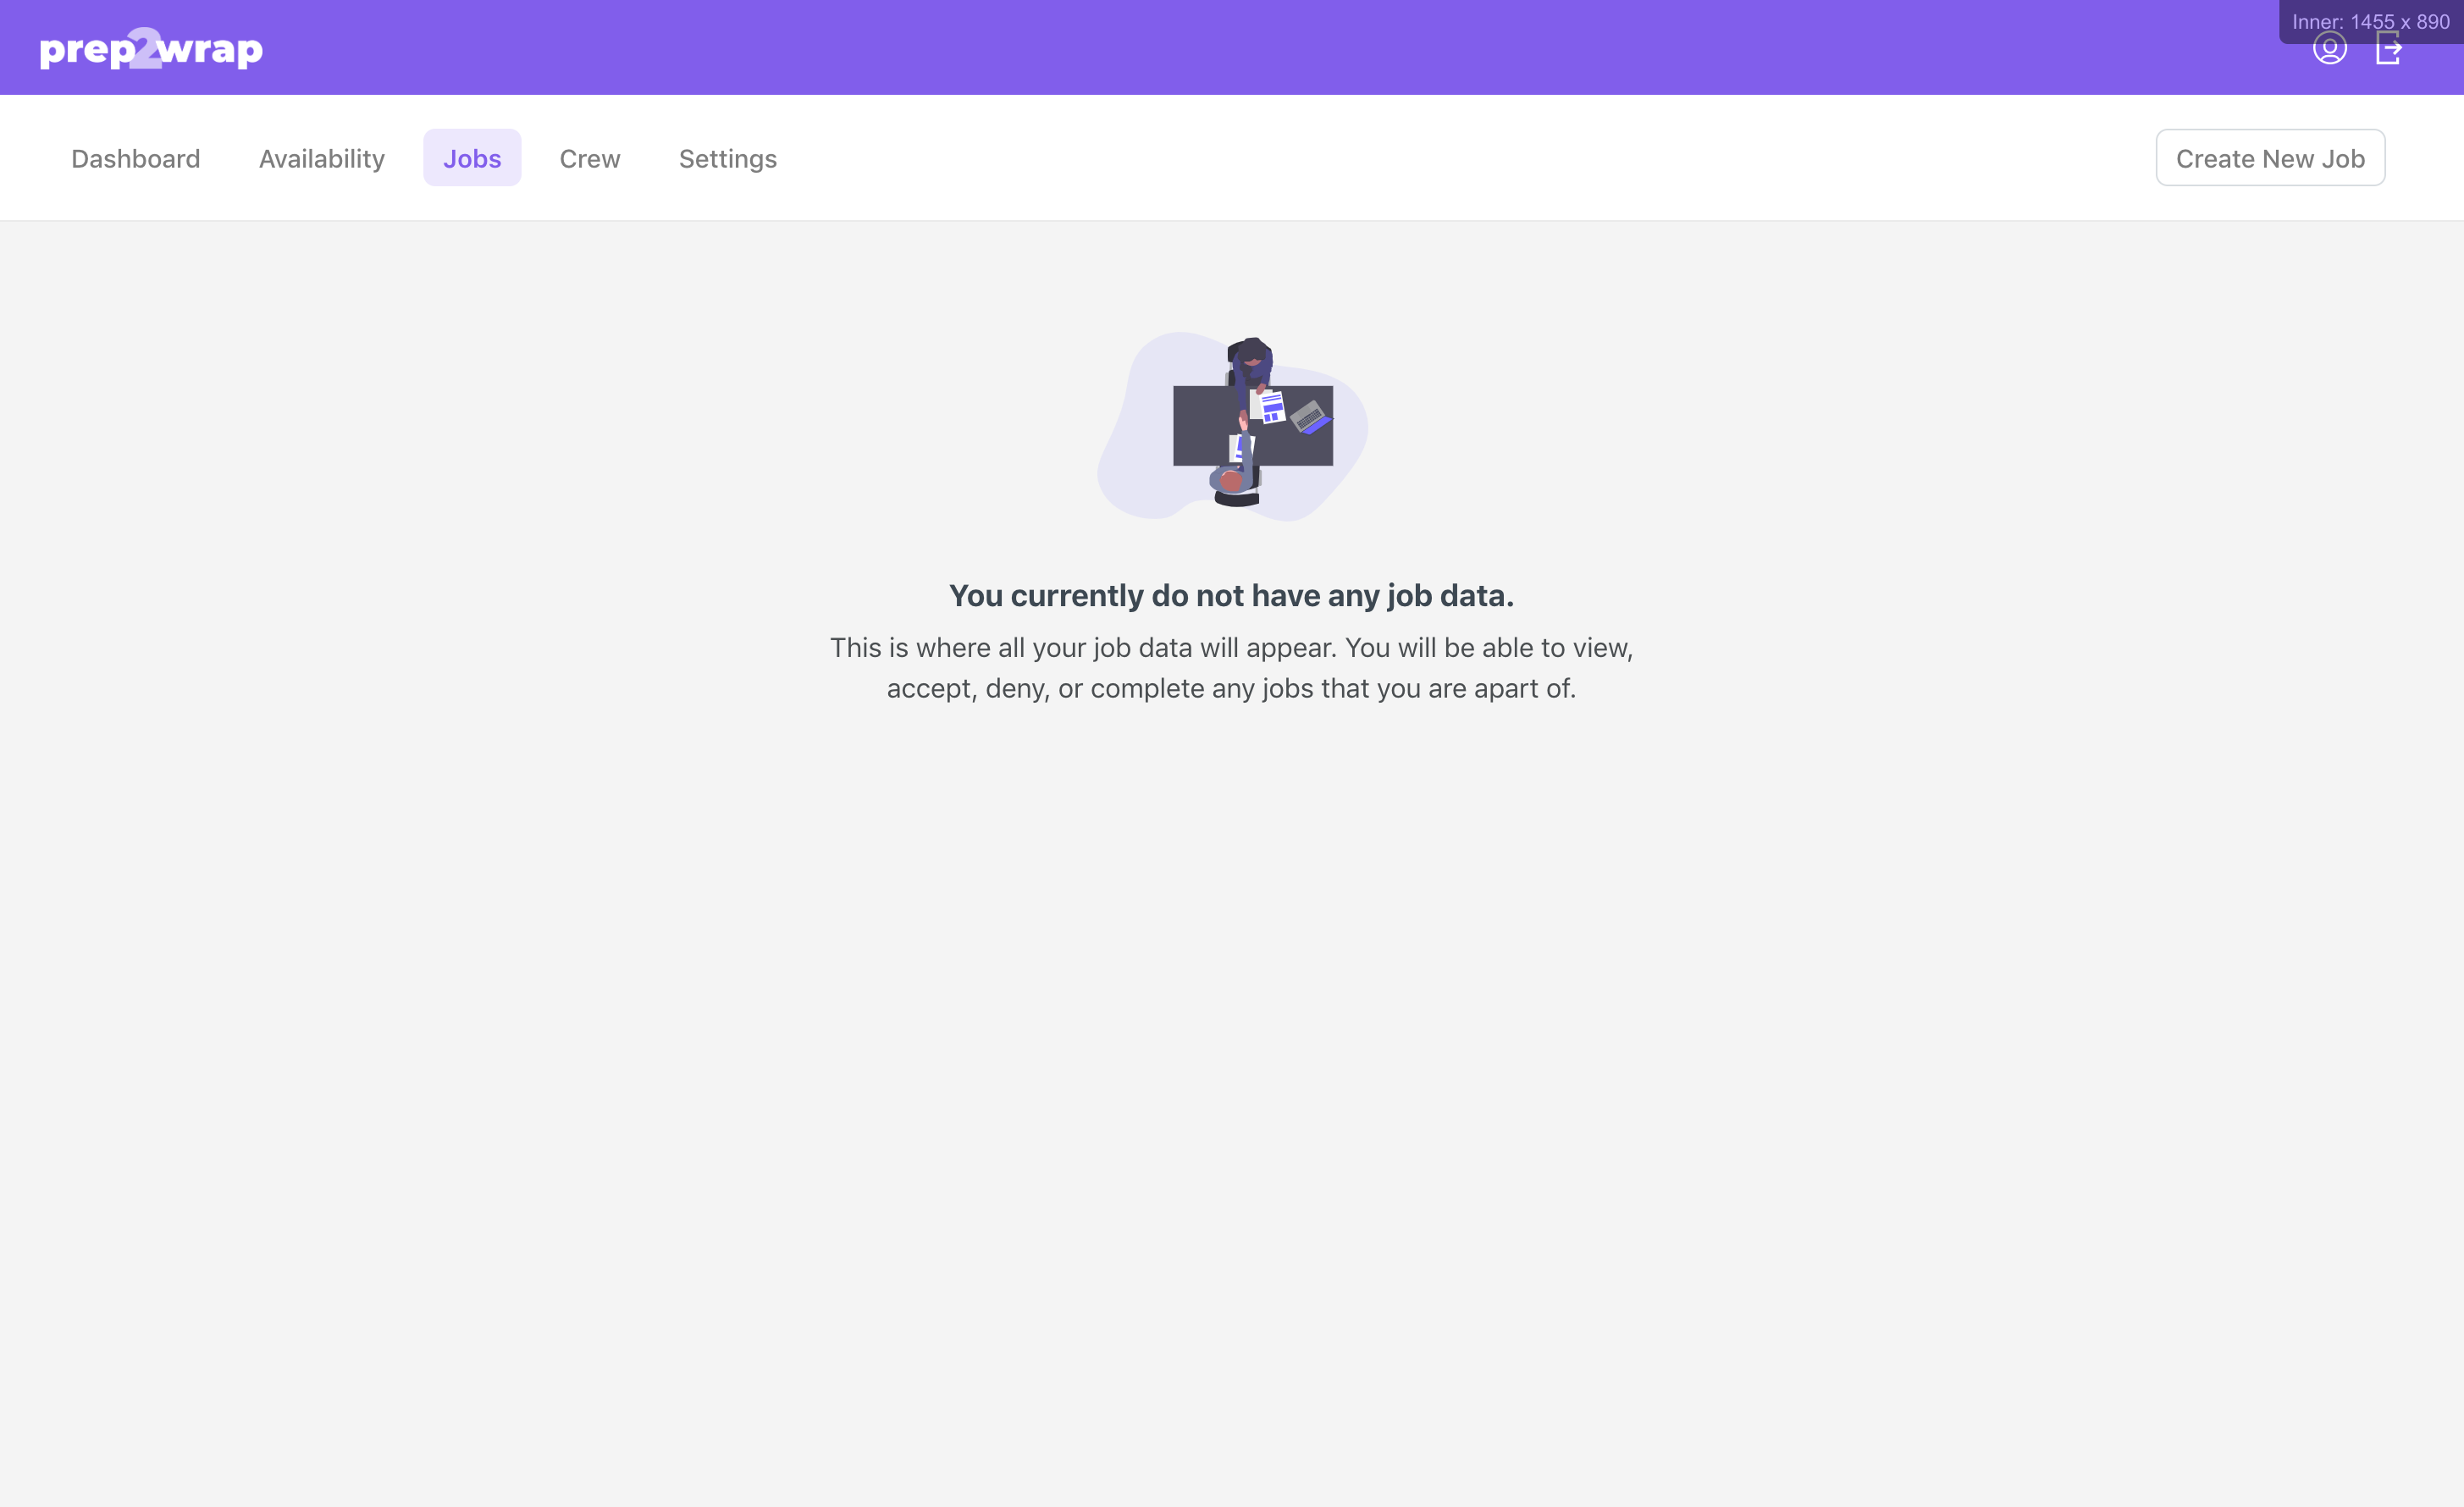 prep2wrap
Inner: 1455 x 890
Dashboard
Availability
Jobs
Crew
Settings
Create New Job
You currently do not have any job data.
This is where all your job data will appear. You will be able to view,
accept, deny, or complete any jobs that you are apart of.